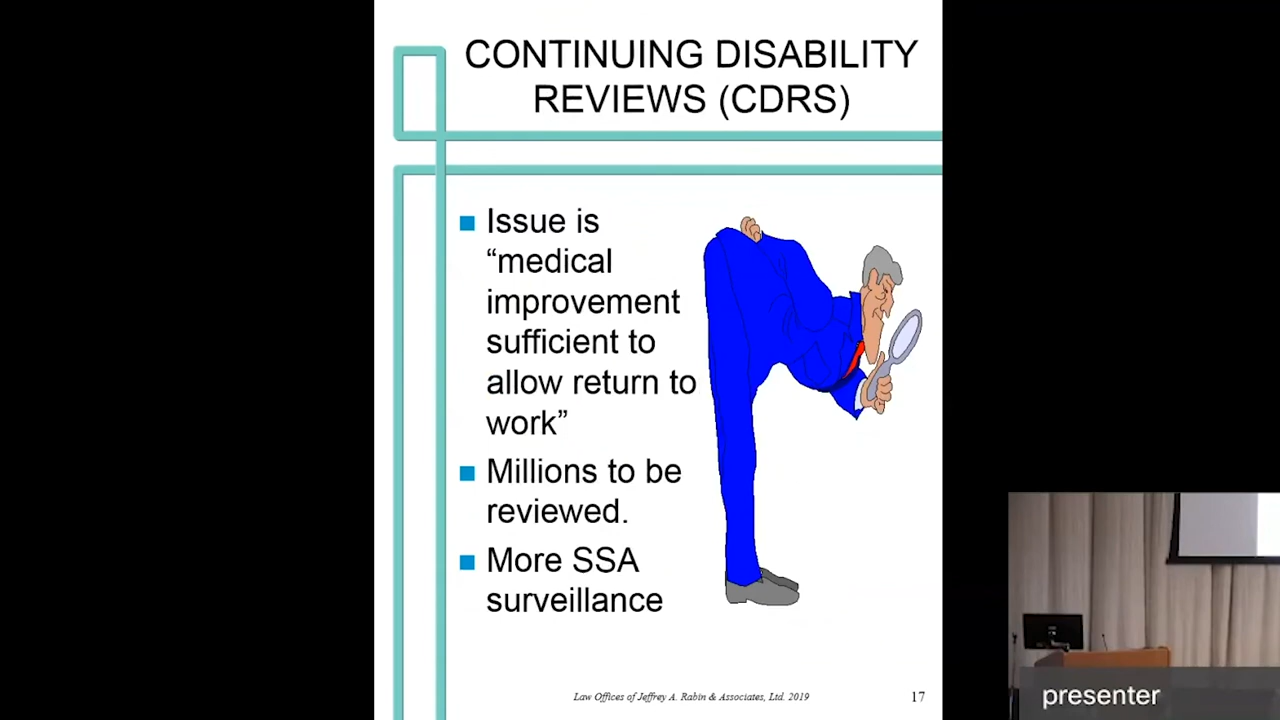 CONTINUING DISABILITY
REVIEWS (CDRS)
Issue is
“medical
improvement
sufficient to
allow return to
work”
Millions to be
reviewed.
More SSA
surveillance
Law Offices of Jeffrey A. Rabin & Associates, Ltd. 2019
17
presenter